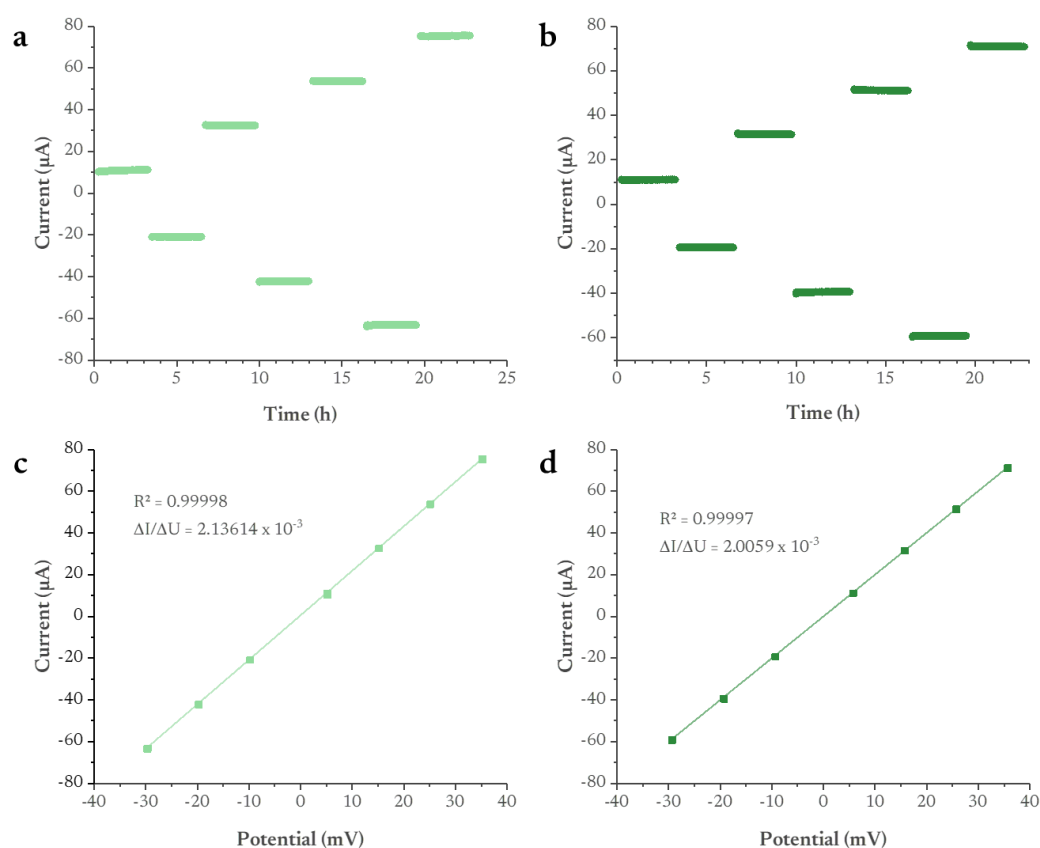 a
80
60
40
20
0
-20
-40
-60
-80
Current (µA)
0 5 10 15 20 25
Time (h)
b
80
60
40
20
0
-20
-40
-60
Current (µA)
0 5 10 15 20
Time (h)
c
80
60
40
20
0
-20
-40
-60
-80
Current (µA)
R² = 0.99998
ΔI/ΔU = 2.13614 x 10⁻³
-40 -30 -20 -10 0 10 20 30 40
Potential (mV)
d
80
60
40
20
0
-20
-40
-60
-80
Current (µA)
R² = 0.99997
ΔI/ΔU = 2.0059 x 10⁻³
-40 -30 -20 -10 0 10 20 30 40
Potential (mV)